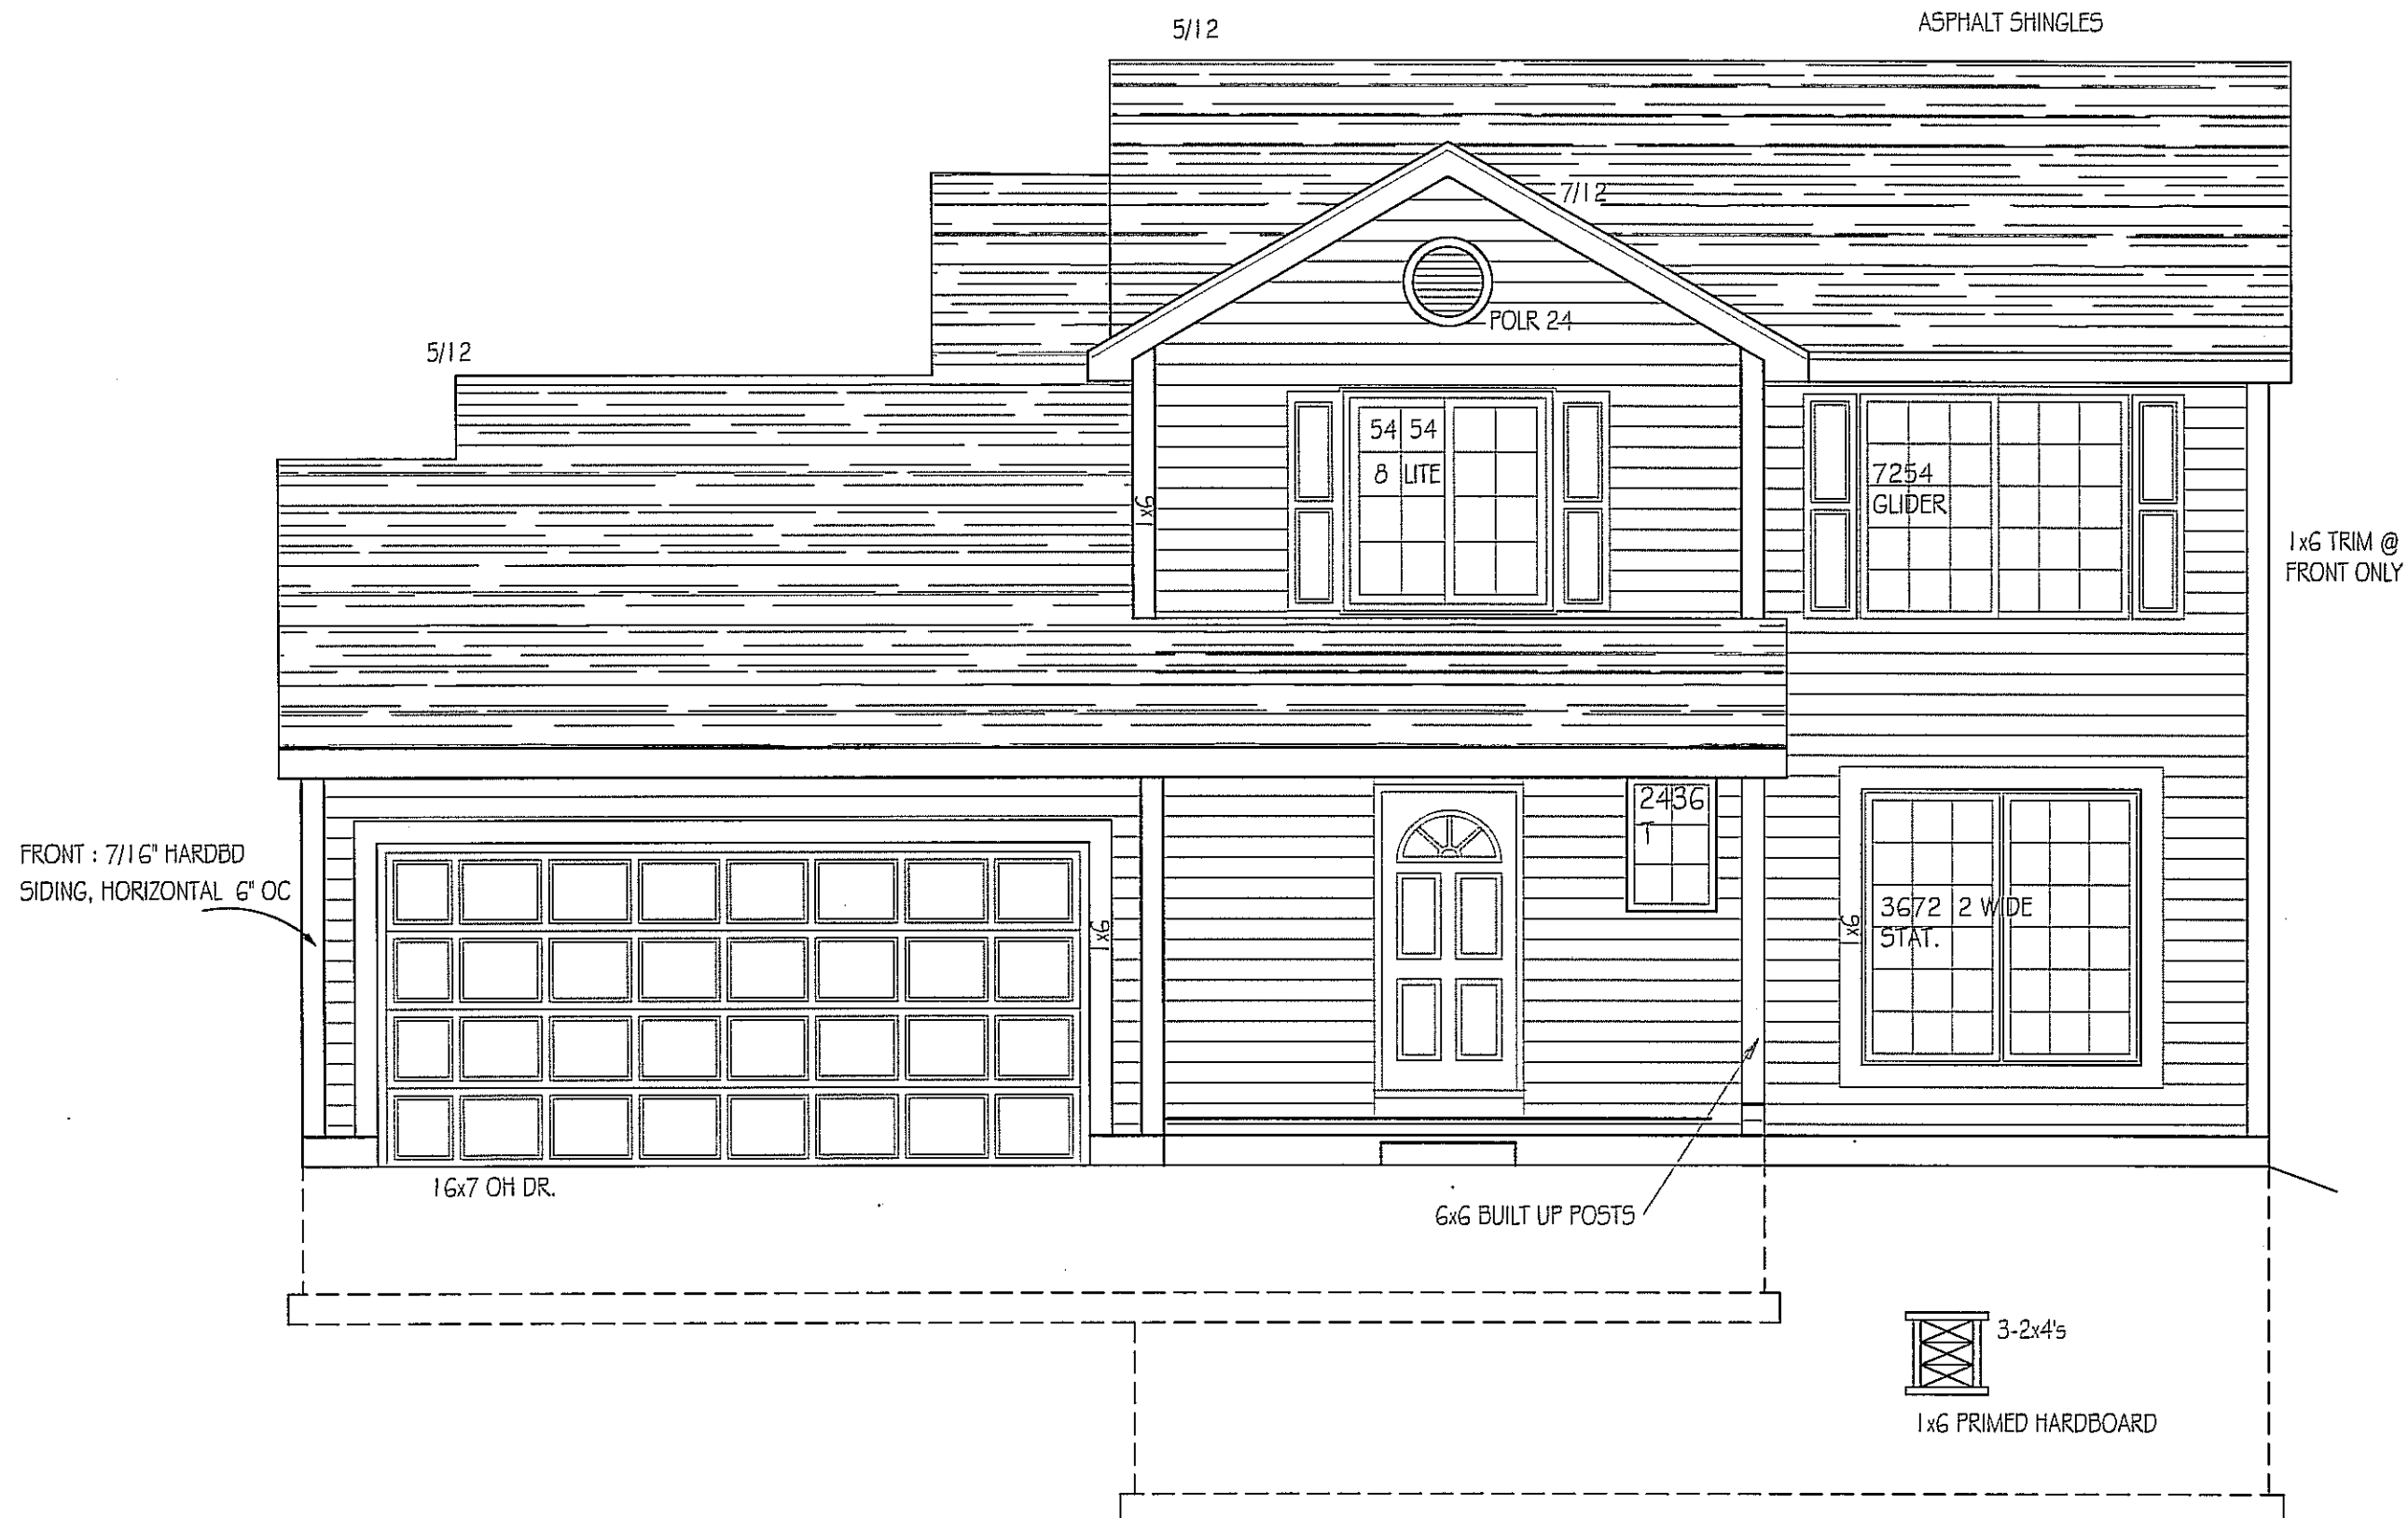 5/12
ASPHALT SHINGLES
7/12
POLR 24
5/12
54 54
8 LITE
7254
GLIDER
1x6
1x6 TRIM @
FRONT ONLY
2436
T
FRONT : 7/16" HARDBD
SIDING, HORIZONTAL 6" OC
1x6
1x6
3672 2 WIDE
STAT.
16x7 OH DR.
6x6 BUILT UP POSTS
3-2x4's
1x6 PRIMED HARDBOARD